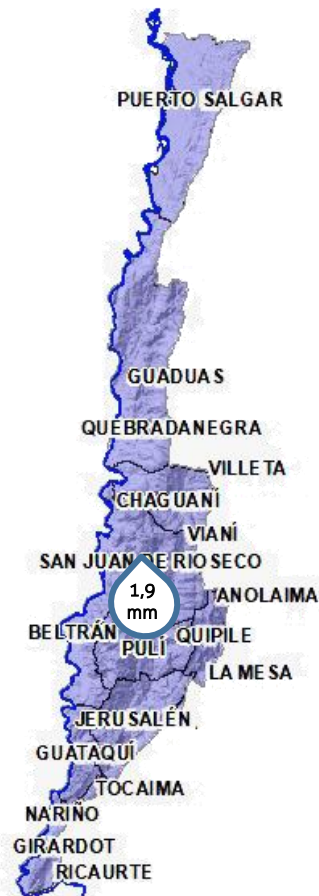 PUERTO SALGAR
GUADUAS
QUEBRADANEGRA
VILLETA
CHAGUANÍ
VIANÍ
SAN JUAN DE RIOSECO
1,9
mm
ANOLAIMA
BELTRÁN
QUIPILE
PULÍ
LA MESA
JERUSALÉN
GUATAQUÍ
TOCAIMA
NARIÑO
GIRARDOT
RICAURTE